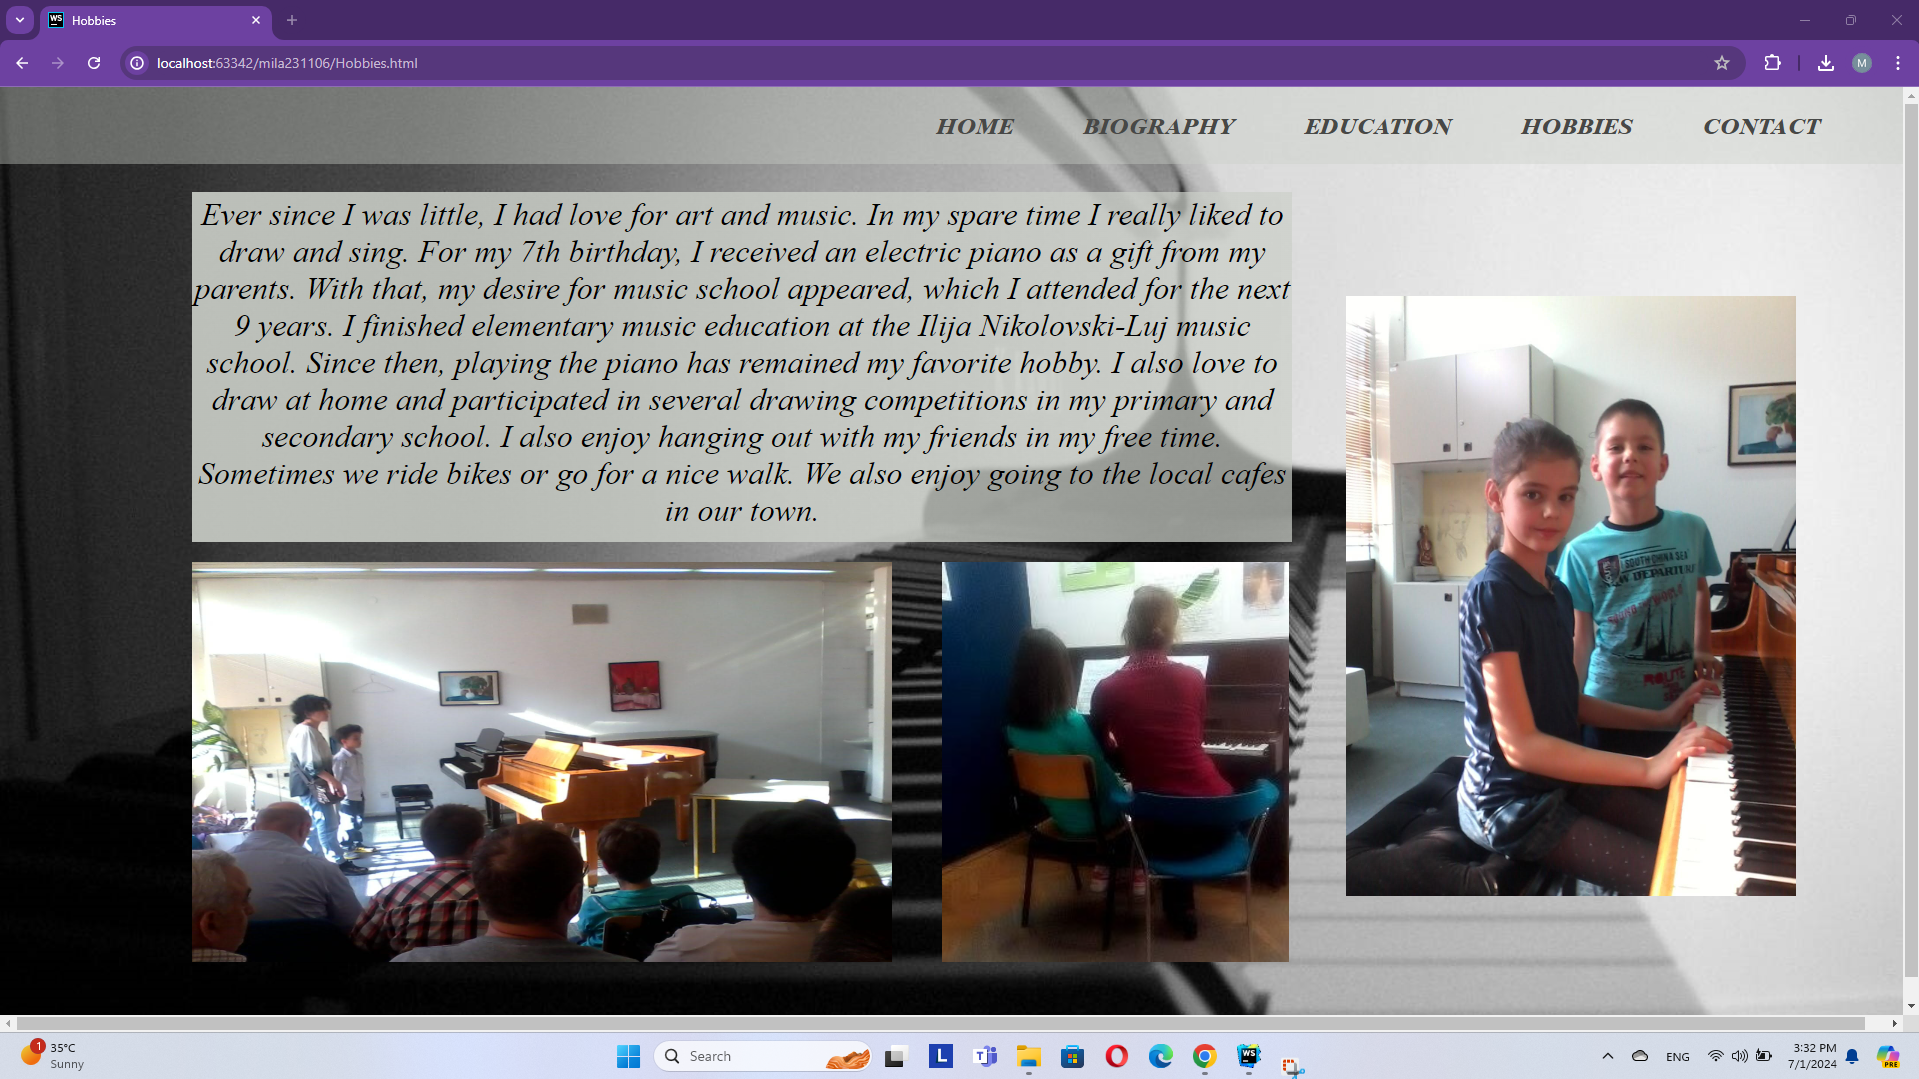 Hobbies
localhost:63342/mila231106/Hobbies.html
M
HOME BIOGRAPHY EDUCATION HOBBIES CONTACT
Ever since I was little, I had love for art and music. In my spare time I really liked to
draw and sing. For my 7th birthday, I received an electric piano as a gift from my
parents. With that, my desire for music school appeared, which I attended for the next
9 years. I finished elementary music education at the Ilija Nikolovski-Luj music
school. Since then, playing the piano has remained my favorite hobby. I also love to
draw at home and participated in several drawing competitions in my primary and
secondary school. I also enjoy hanging out with my friends in my free time.
Sometimes we ride bikes or go for a nice walk. We also enjoy going to the local cafes
in our town.
SOUTH CHINA SEA
ROUTE
1
35°C
Sunny
Search
L
WS
ENG
3:32 PM
7/1/2024
PRE